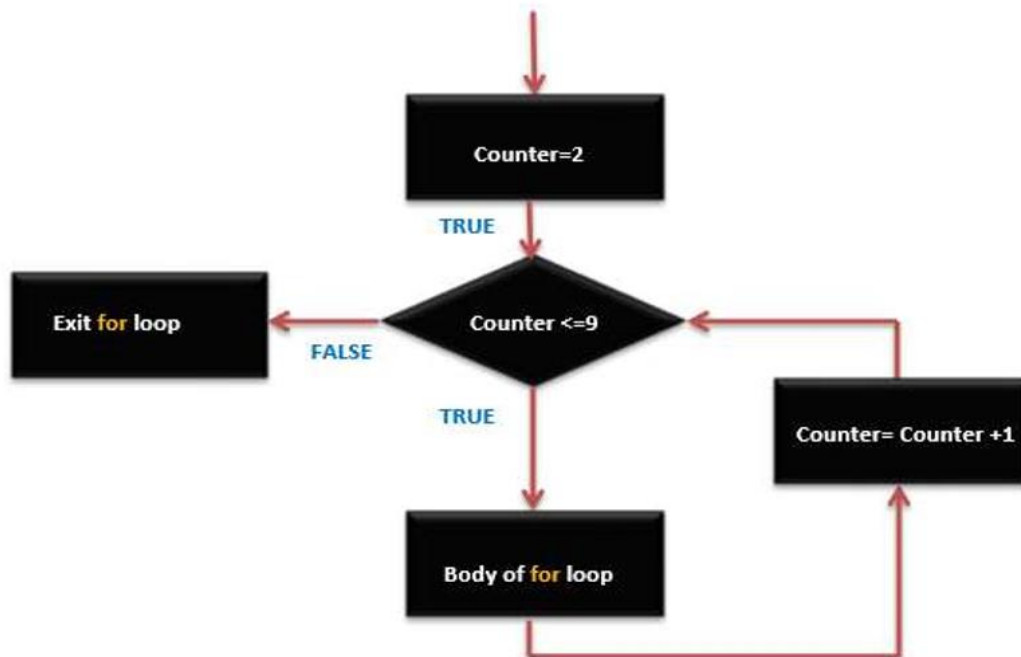 Counter=2
TRUE
Exit for loop
Counter <=9
FALSE
TRUE
Counter= Counter +1
Body of for loop